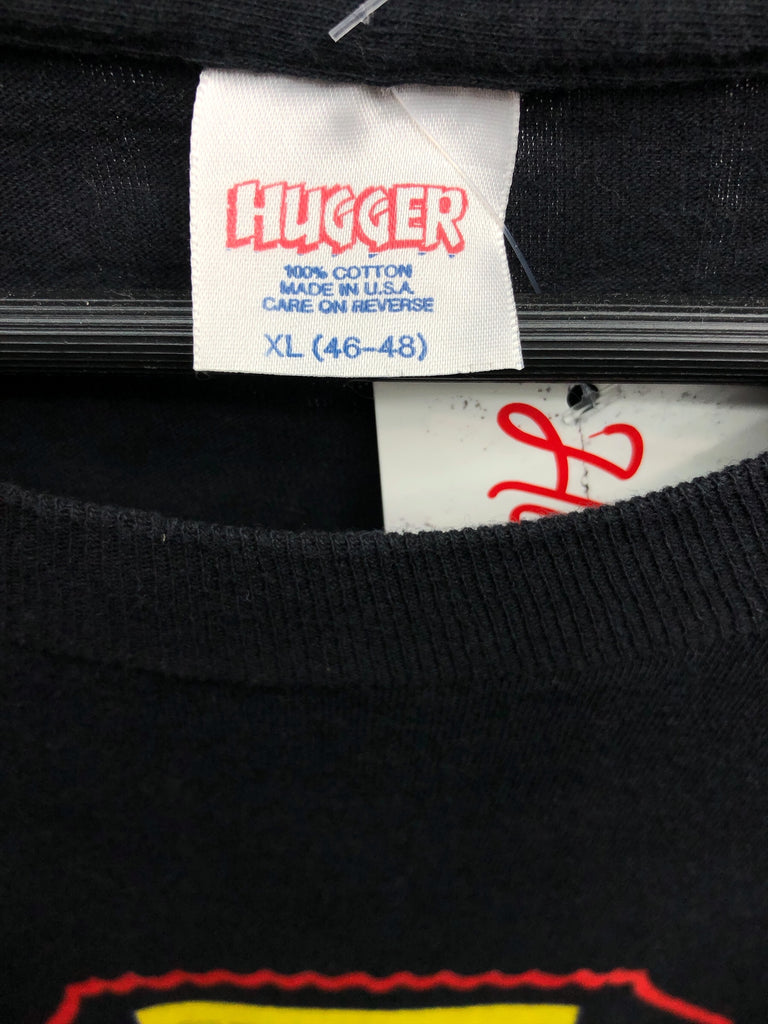 HUGGER
100% COTTON
MADE IN U.S.A.
CARE ON REVERSE
XL (46-48)